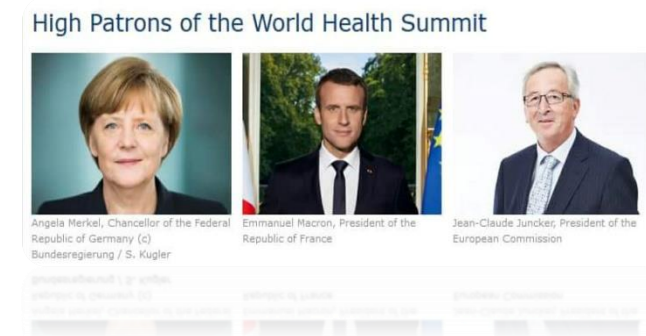 High Patrons of the World Health Summit
Angela Merkel, Chancellor of the Federal
Republic of Germany (c)
Bundesregierung / S. Kugler
Emmanuel Macron, President of the
Republic of France
Jean-Claude Juncker, President of the
European Commission